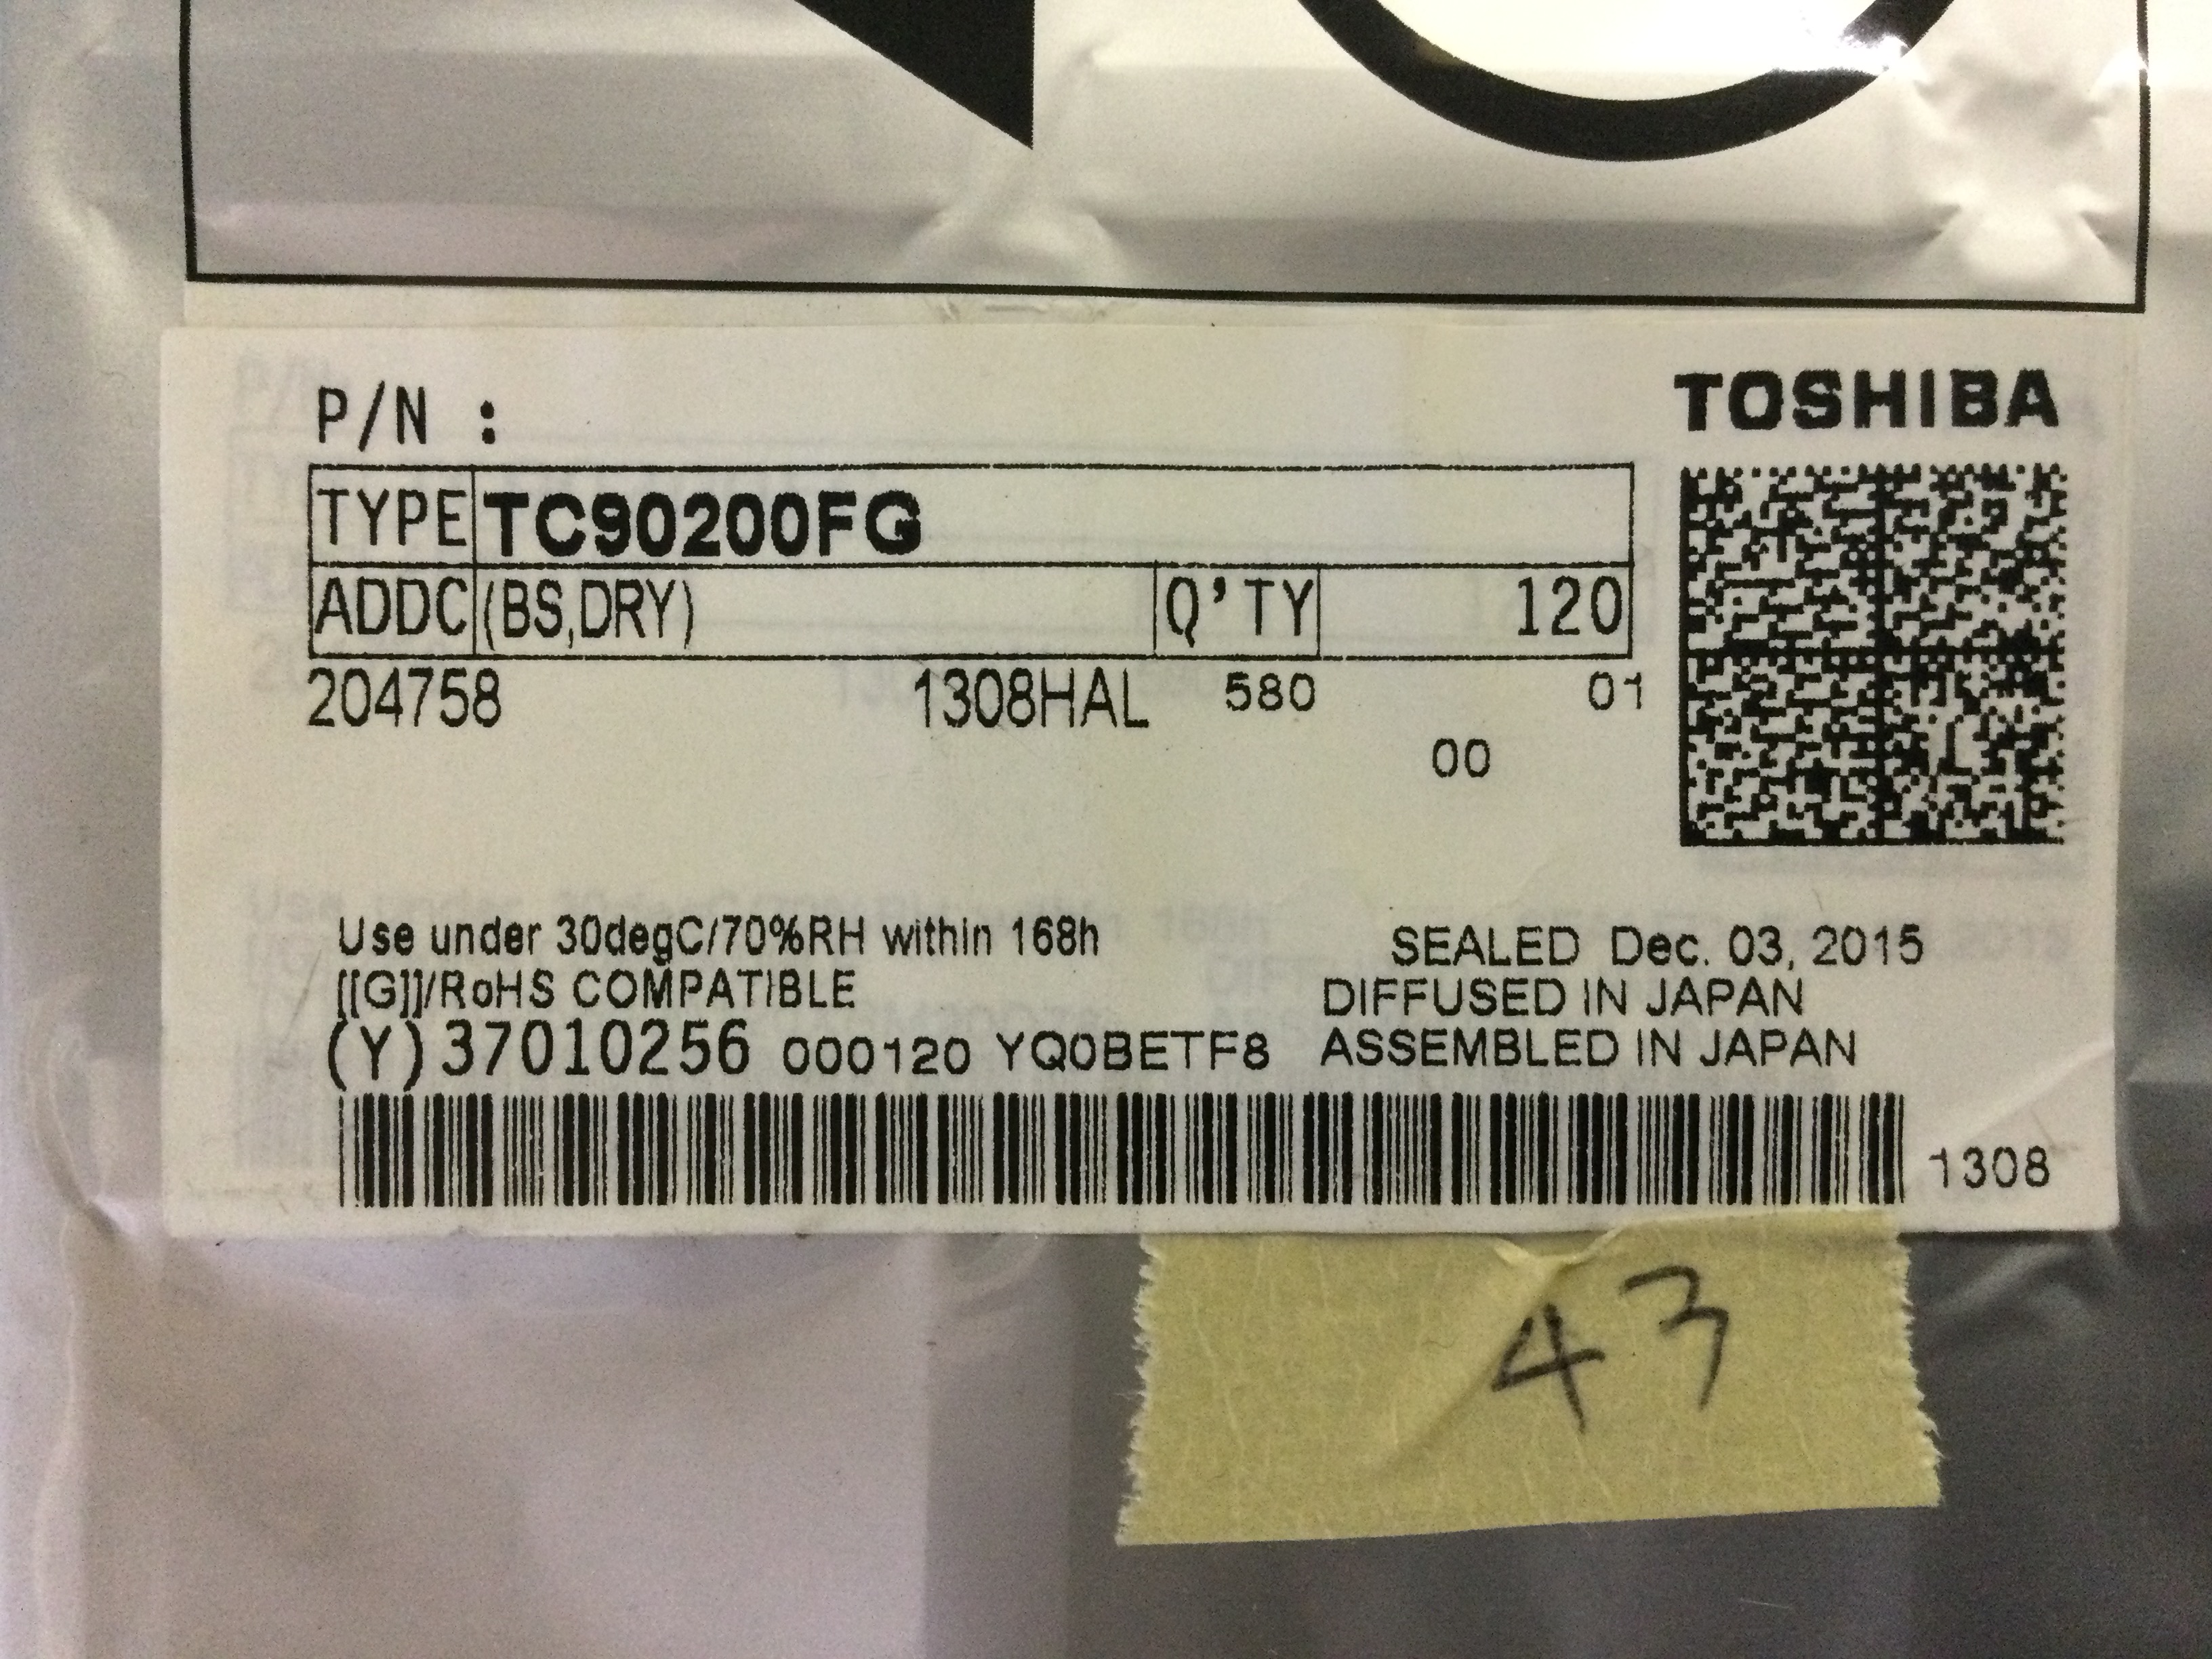 P/N :
TOSHIBA
TYPE TC90200FG
ADDC (BS,DRY) Q'TY 120
204758 1308HAL 580 01
00
Use under 30degC/70%RH within 168h
SEALED Dec. 03, 2015
[[G]]/RoHS COMPATIBLE
DIFFUSED IN JAPAN
(Y)37010256 000120 YQ0BETF8
ASSEMBLED IN JAPAN
1308
43